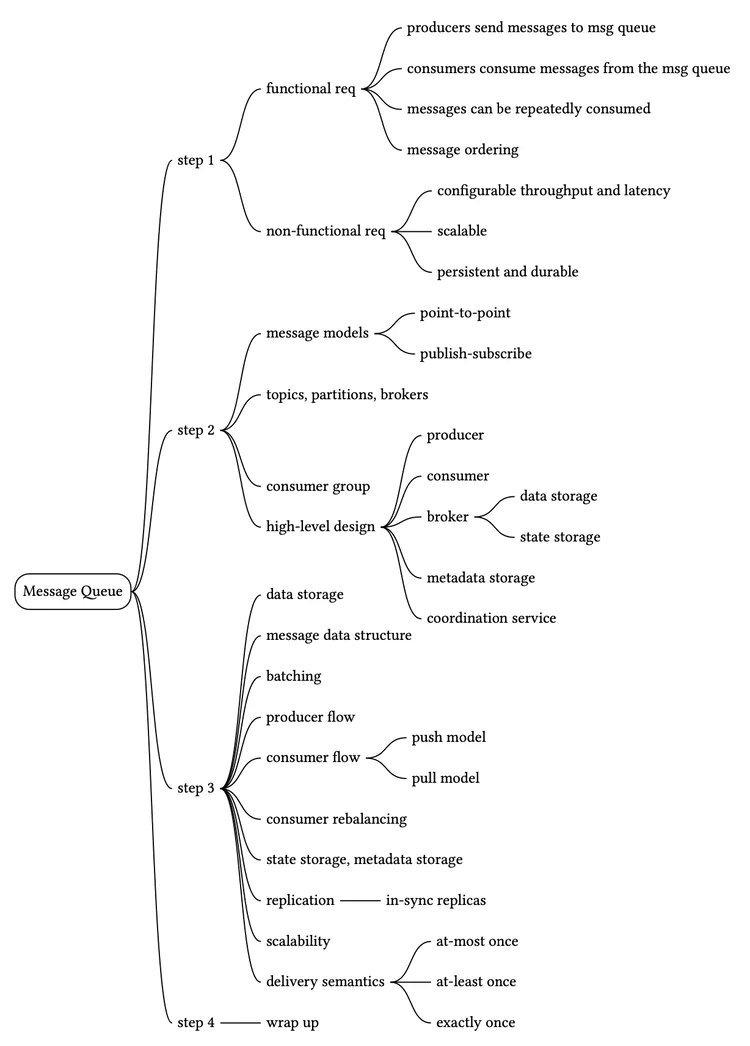 Message Queue
step 1
functional req
producers send messages to msg queue
consumers consume messages from the msg queue
messages can be repeatedly consumed
message ordering
non-functional req
configurable throughput and latency
scalable
persistent and durable
step 2
message models
point-to-point
publish-subscribe
topics, partitions, brokers
consumer group
high-level design
producer
consumer
broker
data storage
state storage
metadata storage
coordination service
step 3
data storage
message data structure
batching
producer flow
consumer flow
push model
pull model
consumer rebalancing
state storage, metadata storage
replication
in-sync replicas
scalability
delivery semantics
at-most once
at-least once
exactly once
step 4
wrap up